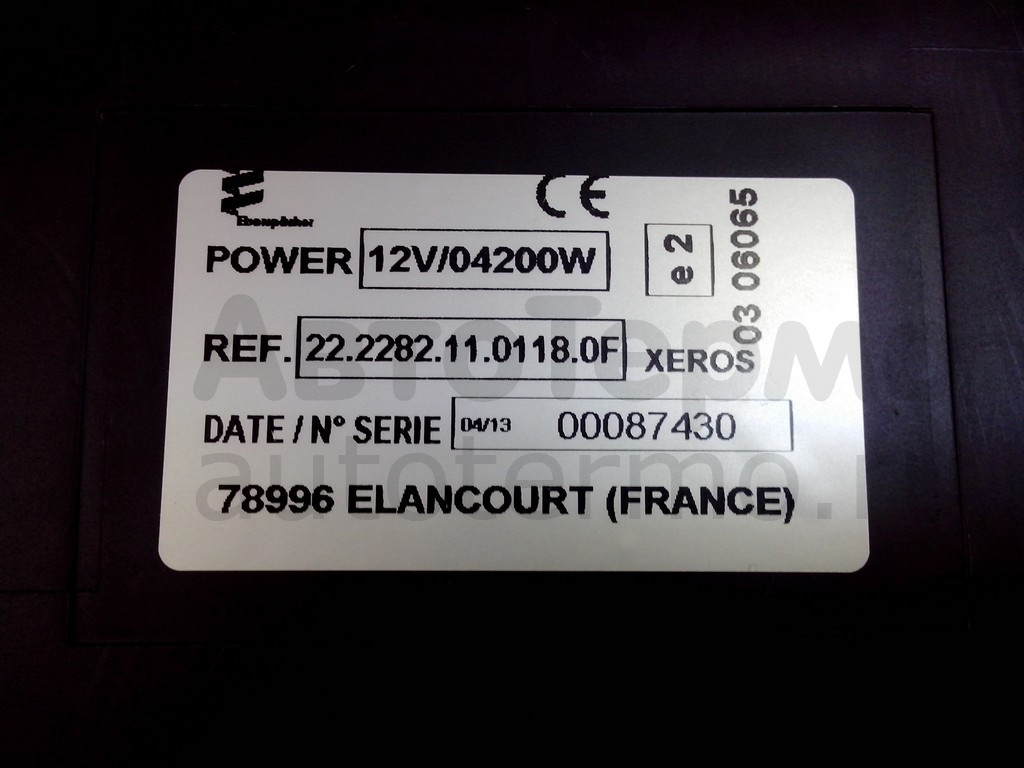 Eberspächer
CE
POWER 12V/04200W
e 2
03 06065
REF. 22.2282.11.0118.0F XEROS
DATE / N° SERIE 04/13 00087430
78996 ELANCOURT (FRANCE)
АвтоТерм
autotermo.r